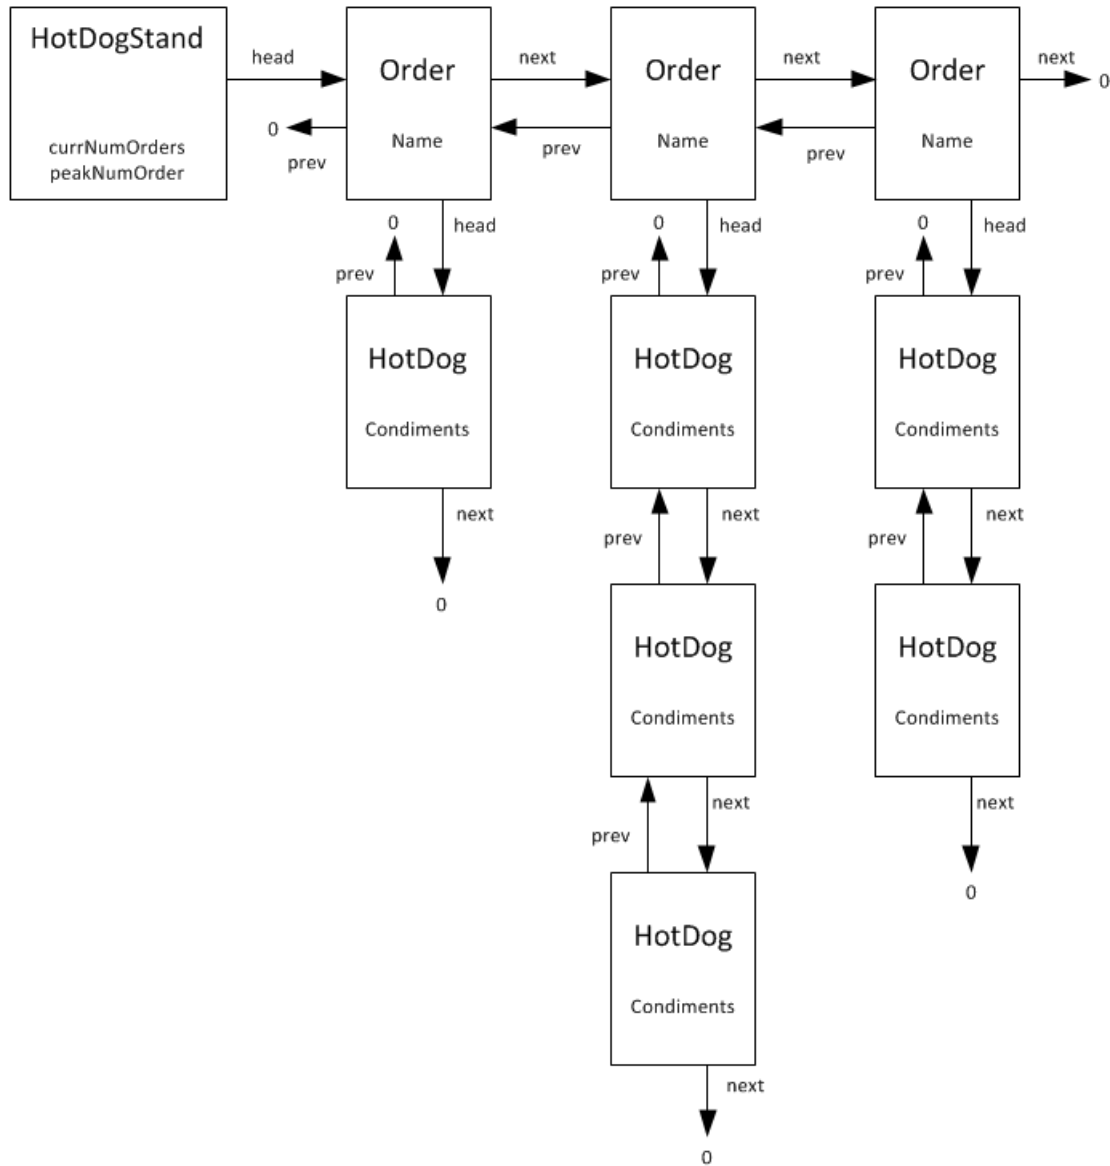 HotDogStand
currNumOrders
peakNumOrder
head
Order
Name
next
Order
Name
next
Order
Name
next
0
0
prev
prev
prev
0
head
0
head
0
head
prev
prev
prev
HotDog
Condiments
HotDog
Condiments
HotDog
Condiments
next
next
next
prev
prev
0
HotDog
Condiments
HotDog
Condiments
next
next
prev
0
HotDog
Condiments
next
0